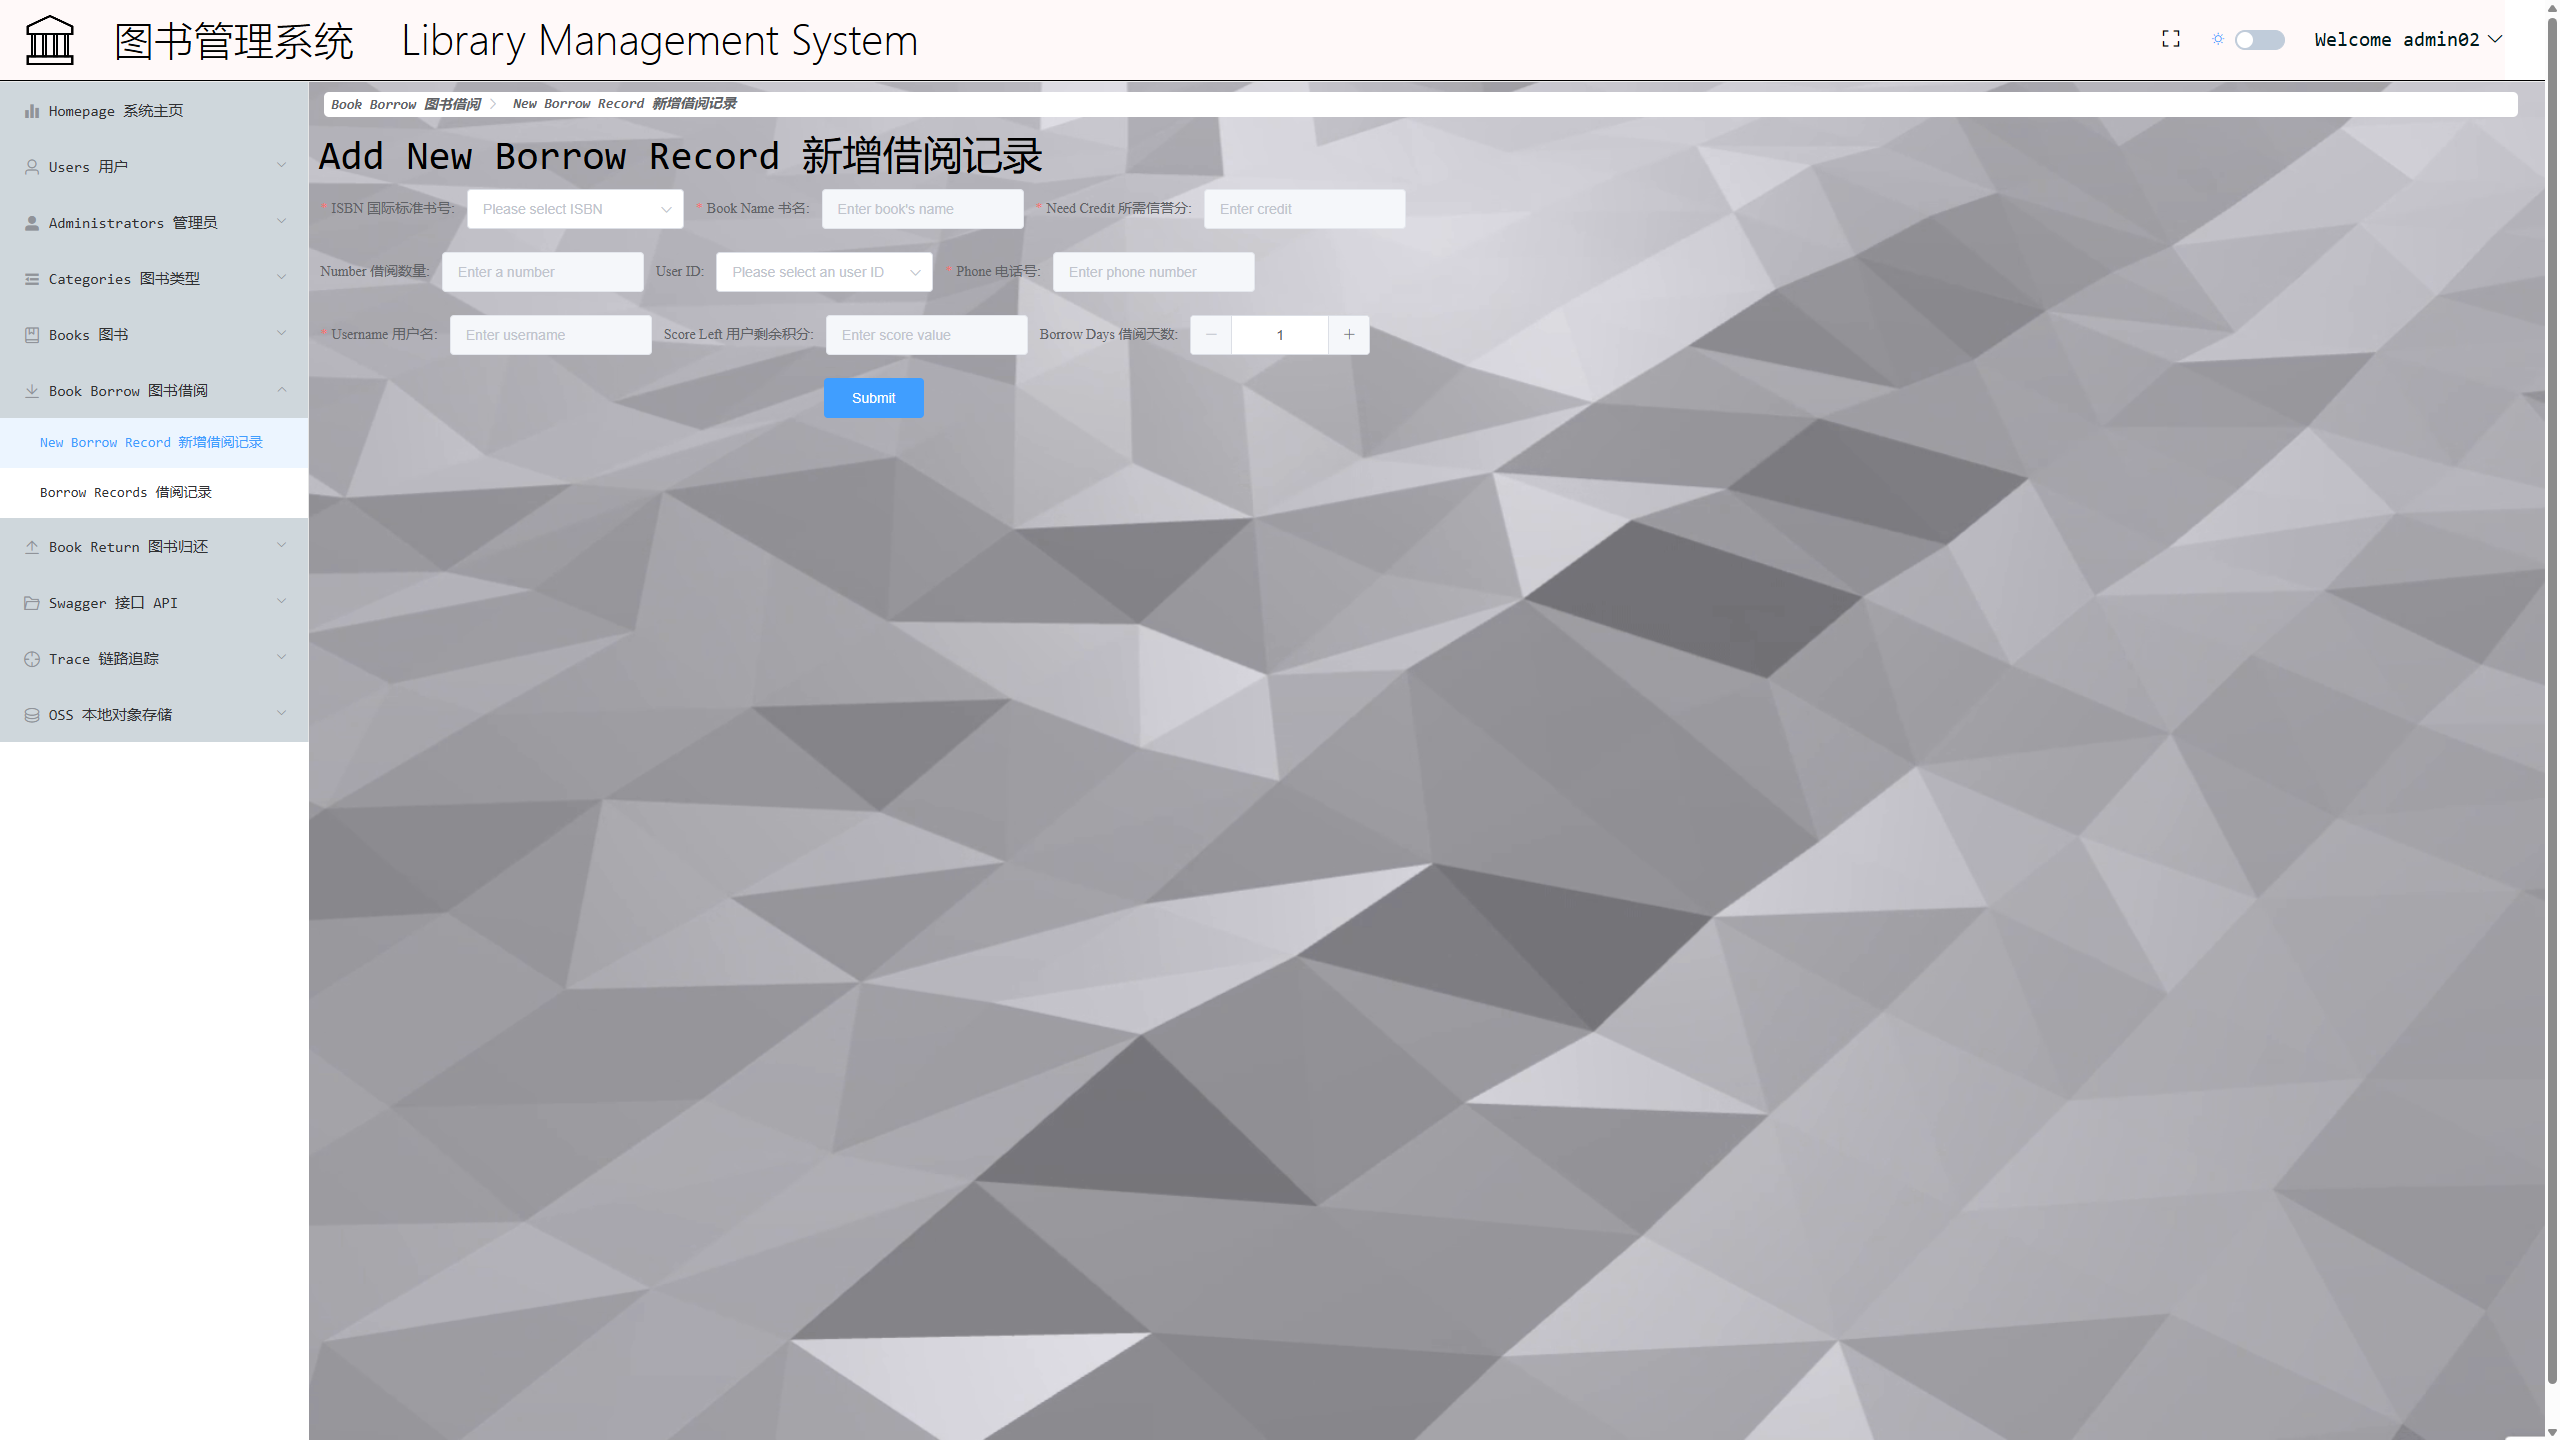 图书管理系统 Library Management System
Welcome admin02
Homepage 系统主页
Users 用户
Administrators 管理员
Categories 图书类型
Books 图书
Book Borrow 图书借阅
New Borrow Record 新增借阅记录
Borrow Records 借阅记录
Book Return 图书归还
Swagger 接口 API
Trace 链路追踪
OSS 本地对象存储
Book Borrow 图书借阅 New Borrow Record 新增借阅记录
Add New Borrow Record 新增借阅记录
* ISBN 国际标准书号: Please select ISBN * Book Name 书名: Enter book's name * Need Credit 所需信誉分: Enter credit
Number 借阅数量: Enter a number User ID: Please select an user ID * Phone 电话号: Enter phone number
* Username 用户名: Enter username Score Left 用户剩余积分: Enter score value Borrow Days 借阅天数: 1
Submit